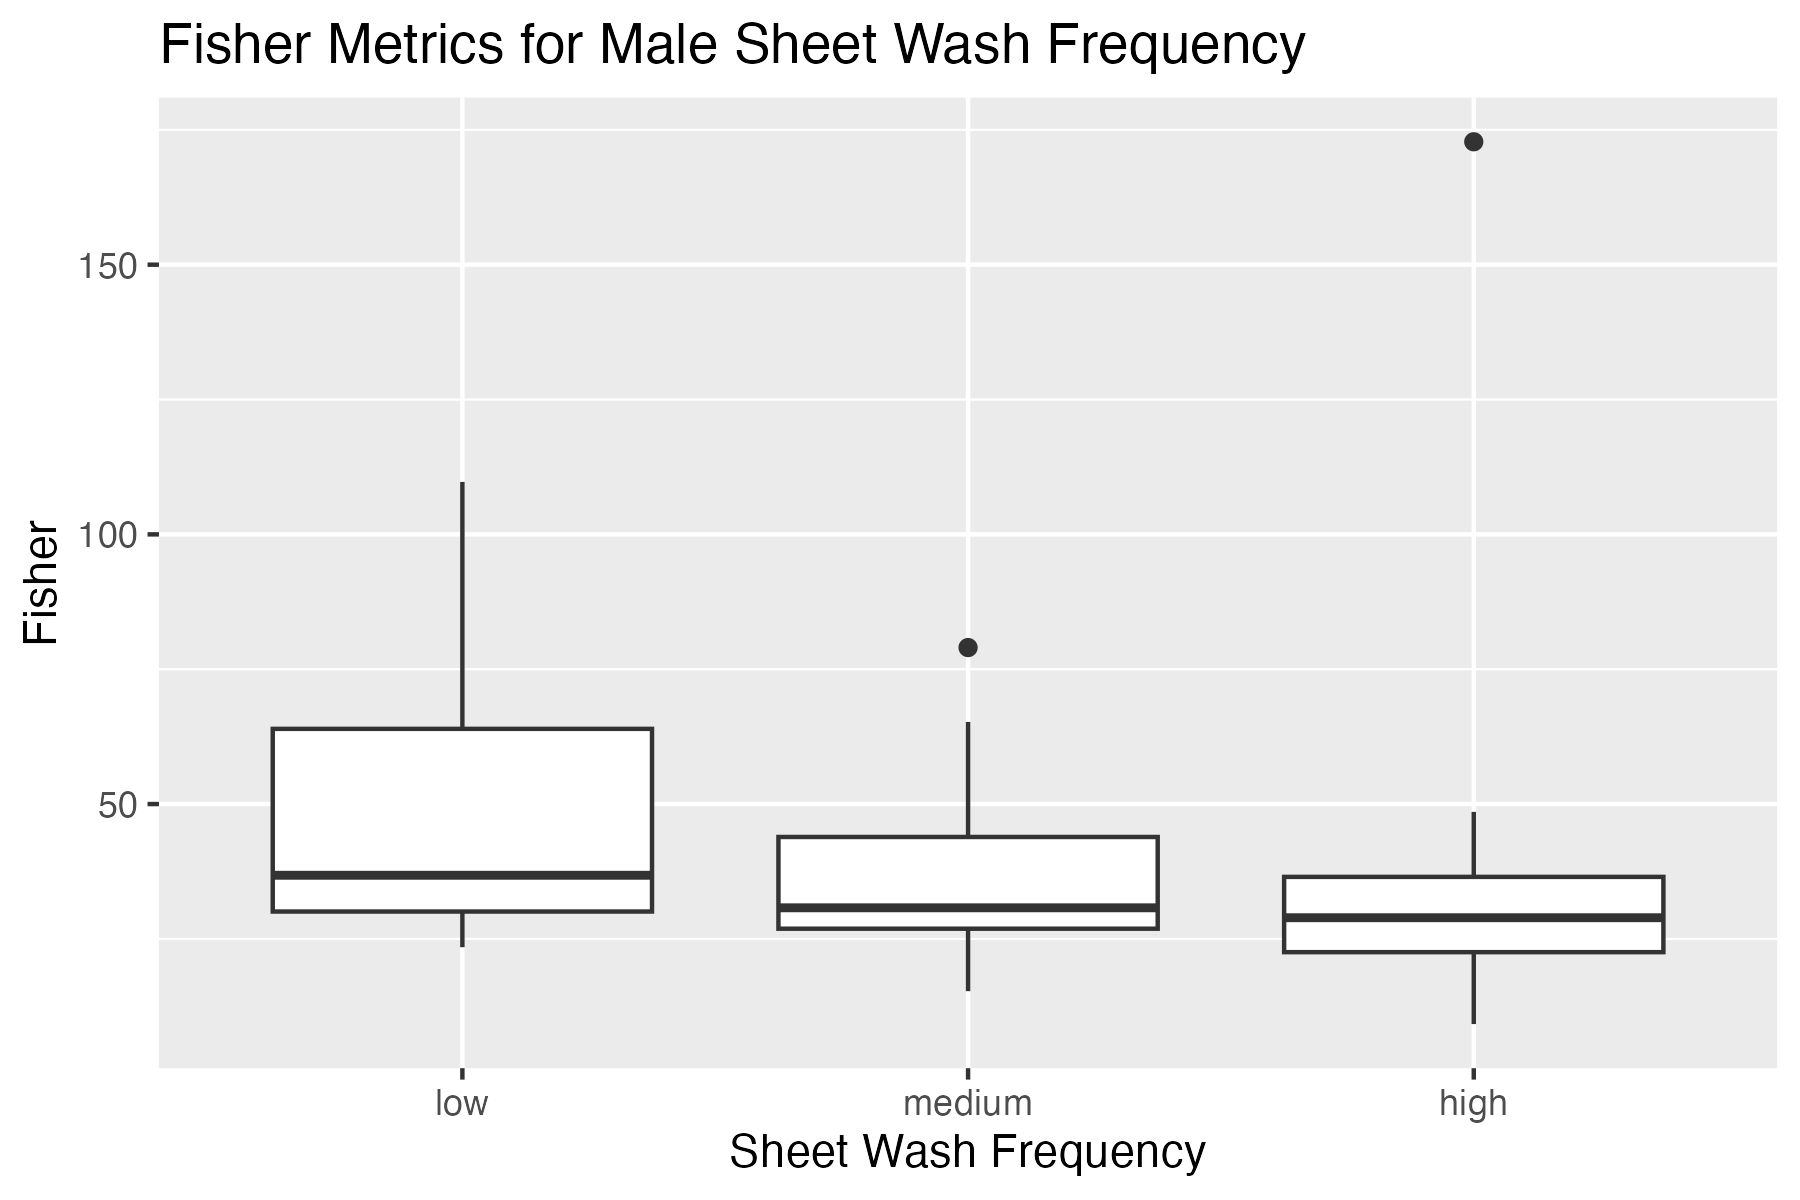 Fisher Metrics for Male Sheet Wash Frequency
150
100
50
Fisher
low medium high
Sheet Wash Frequency